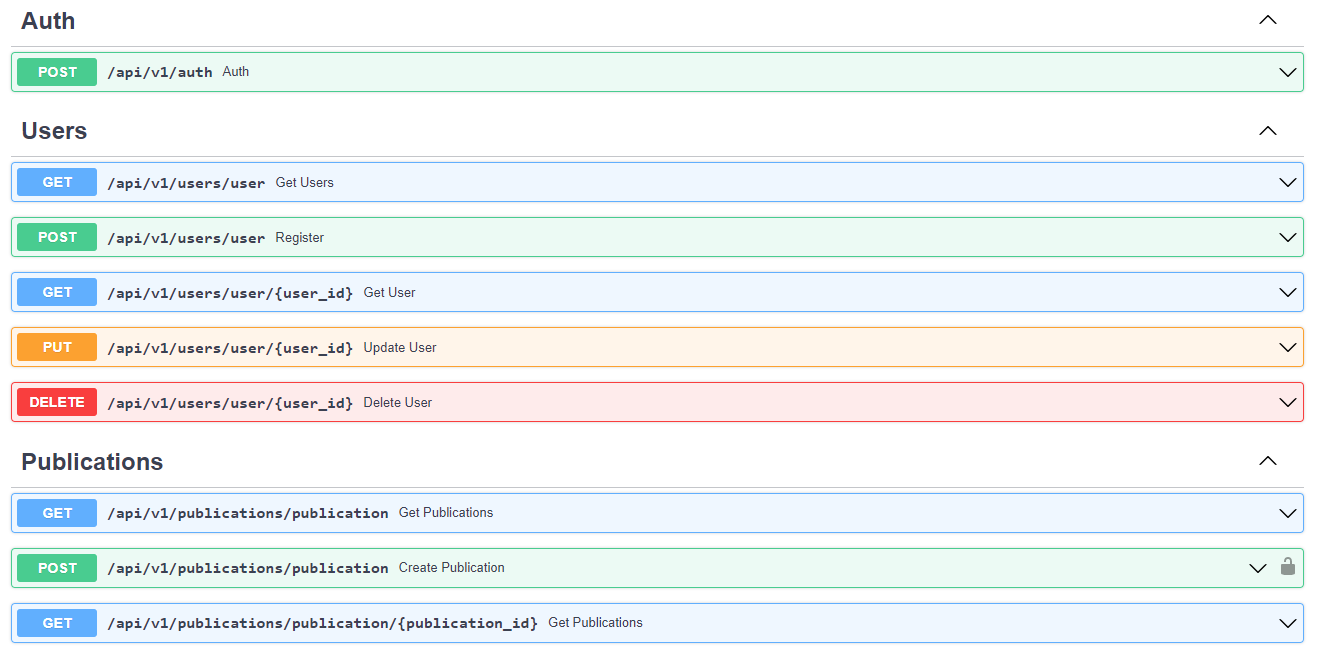 Auth
POST /api/v1/auth Auth
Users
GET /api/v1/users/user Get Users
POST /api/v1/users/user Register
GET /api/v1/users/user/{user_id} Get User
PUT /api/v1/users/user/{user_id} Update User
DELETE /api/v1/users/user/{user_id} Delete User
Publications
GET /api/v1/publications/publication Get Publications
POST /api/v1/publications/publication Create Publication
GET /api/v1/publications/publication/{publication_id} Get Publications